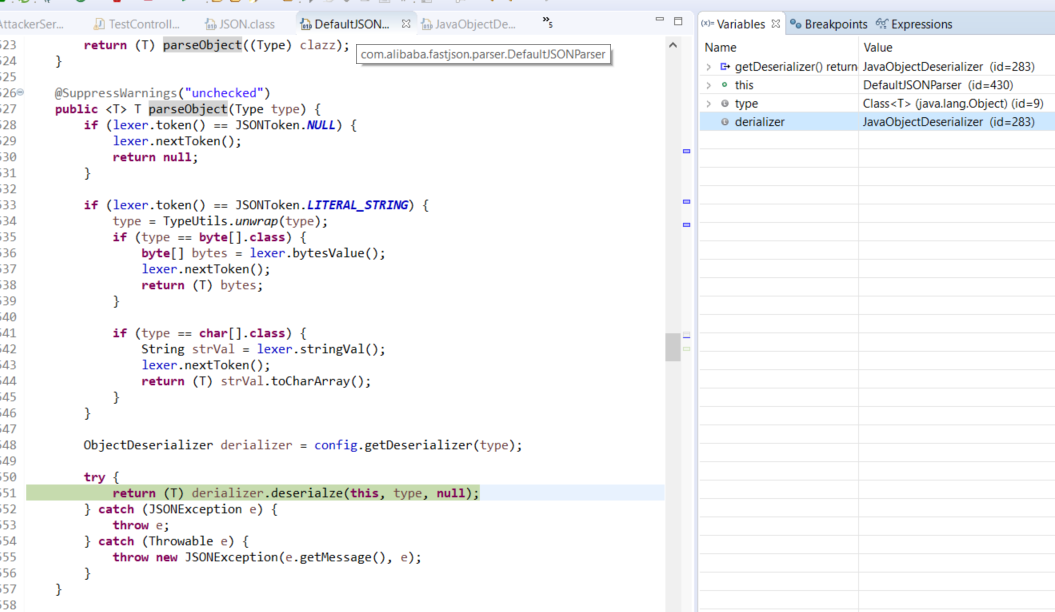 AttackerSer...
TestControll...
JSON.class
DefaultJSON...
JavaObjectDe...
»5
523 return (T) parseObject((Type) clazz);
com.alibaba.fastjson.parser.DefaultJSONParser
524 }
525
526 @SuppressWarnings("unchecked")
527 public <T> T parseObject(Type type) {
528 if (lexer.token() == JSONToken.NULL) {
529 lexer.nextToken();
530 return null;
531 }
532
533 if (lexer.token() == JSONToken.LITERAL_STRING) {
534 type = TypeUtils.unwrap(type);
535 if (type == byte[].class) {
536 byte[] bytes = lexer.bytesValue();
537 lexer.nextToken();
538 return (T) bytes;
539 }
540
541 if (type == char[].class) {
542 String strVal = lexer.stringVal();
543 lexer.nextToken();
544 return (T) strVal.toCharArray();
545 }
546 }
547
548 ObjectDeserializer derializer = config.getDeserializer(type);
549
550 try {
551 return (T) derializer.deserialze(this, type, null);
552 } catch (JSONException e) {
553 throw e;
554 } catch (Throwable e) {
555 throw new JSONException(e.getMessage(), e);
556 }
557 }
558
(x)= Variables
Breakpoints
Expressions
Name Value
getDeserializer() return JavaObjectDeserializer (id=283)
this DefaultJSONParser (id=430)
type Class<T> (java.lang.Object) (id=9)
derializer JavaObjectDeserializer (id=283)